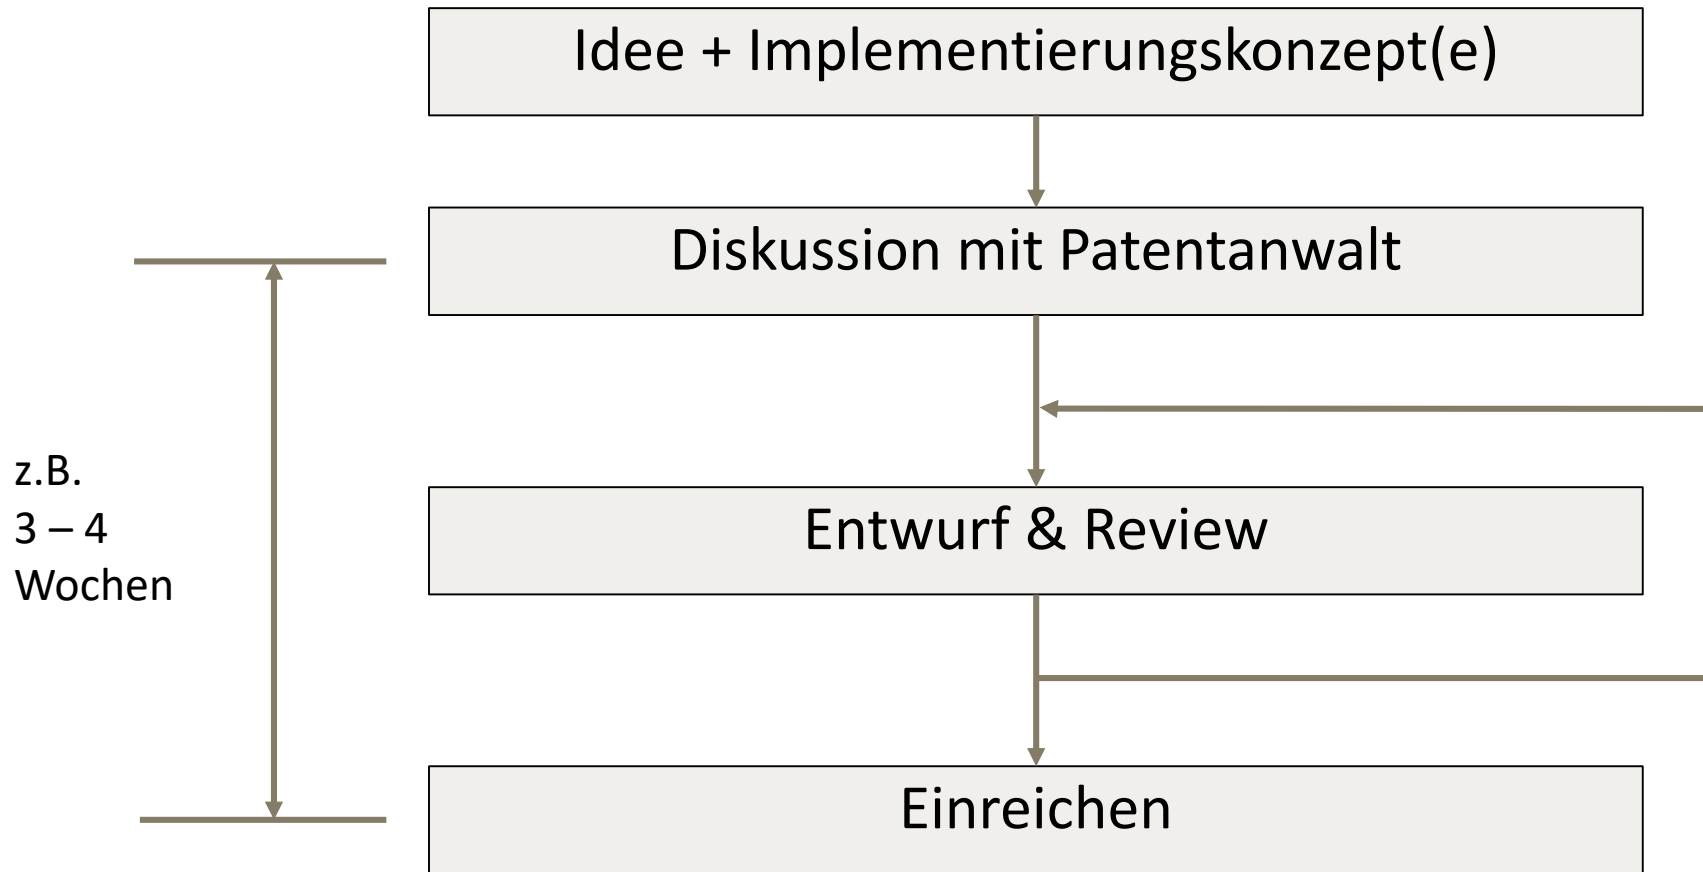 Idee + Implementierungskonzept(e)
Diskussion mit Patentanwalt
z.B.
3 – 4
Wochen
Entwurf & Review
Einreichen